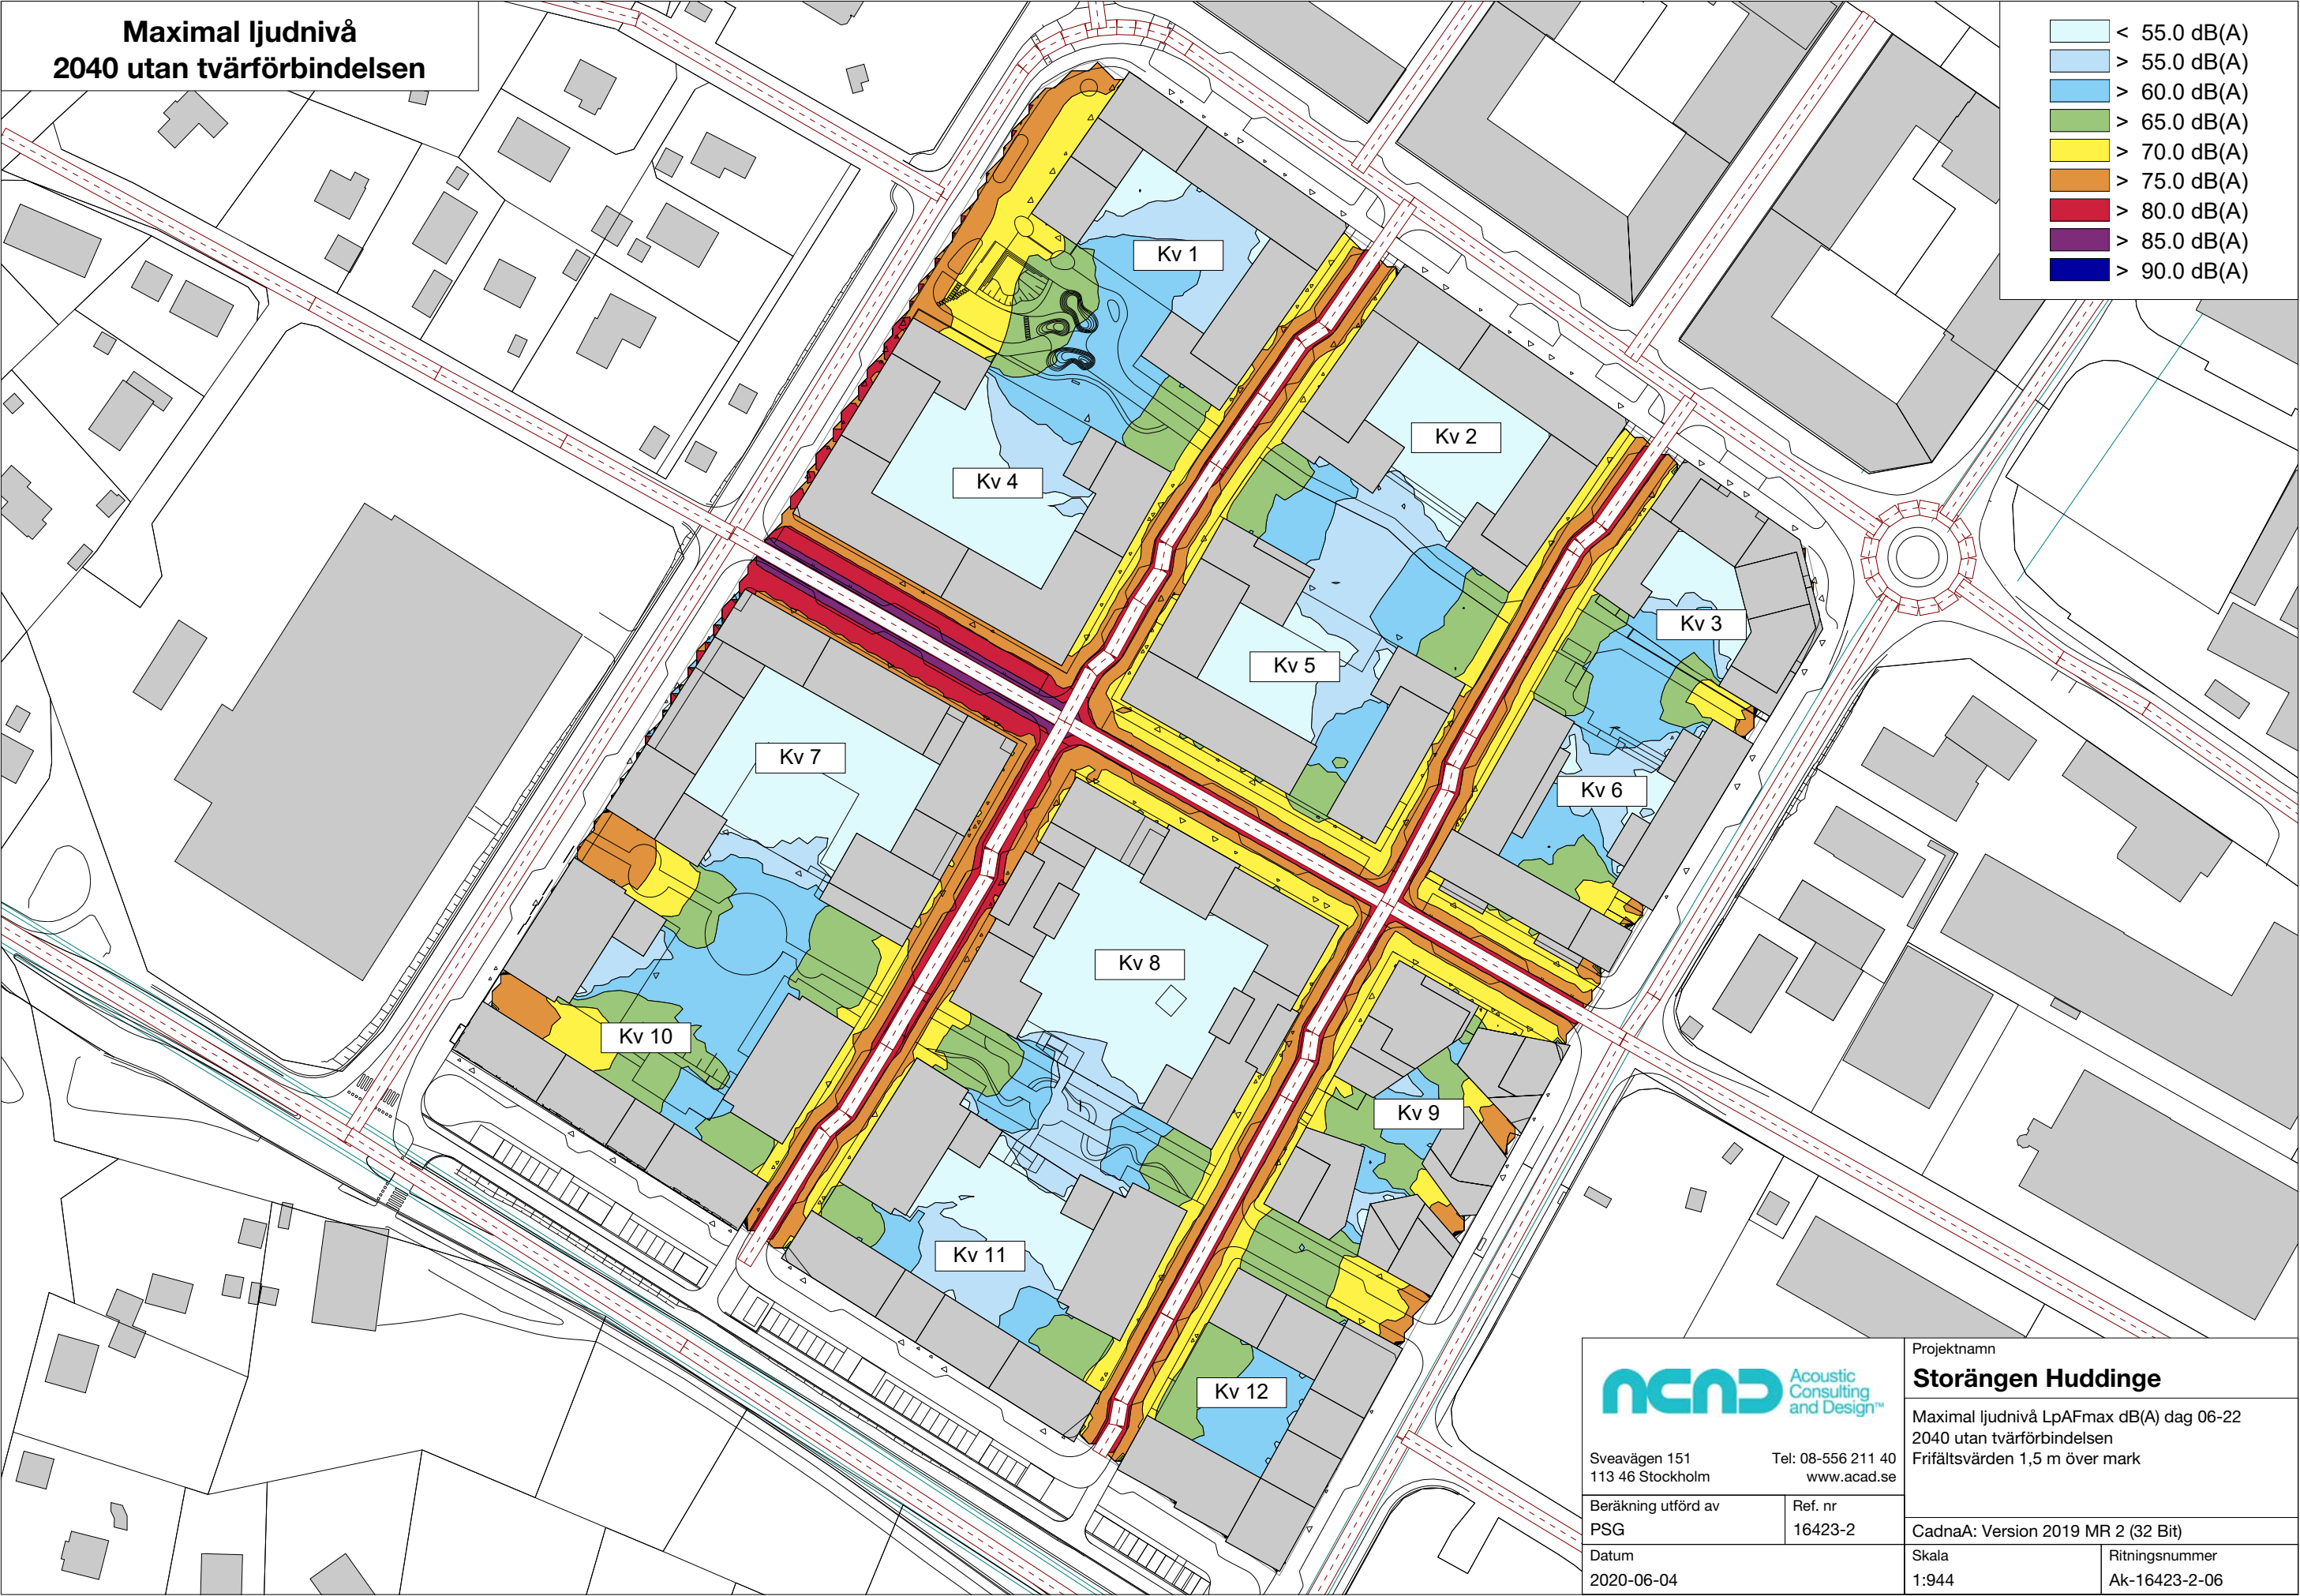 Maximal ljudnivå
2040 utan tvärförbindelsen
< 55.0 dB(A)
> 55.0 dB(A)
> 60.0 dB(A)
> 65.0 dB(A)
> 70.0 dB(A)
> 75.0 dB(A)
> 80.0 dB(A)
> 85.0 dB(A)
> 90.0 dB(A)
Kv 1
Kv 2
Kv 4
Kv 3
Kv 5
Kv 7
Kv 6
Kv 8
Kv 10
Kv 9
Kv 11
Kv 12
ACAD
Acoustic
Consulting
and Design™
Sveavägen 151
113 46 Stockholm
Tel: 08-556 211 40
www.acad.se
Beräkning utförd av
PSG
Ref. nr
16423-2
Datum
2020-06-04
Projektnamn
Storängen Huddinge
Maximal ljudnivå LpAFmax dB(A) dag 06-22
2040 utan tvärförbindelsen
Frifältsvärden 1,5 m över mark
CadnaA: Version 2019 MR 2 (32 Bit)
Skala
1:944
Ritningsnummer
Ak-16423-2-06